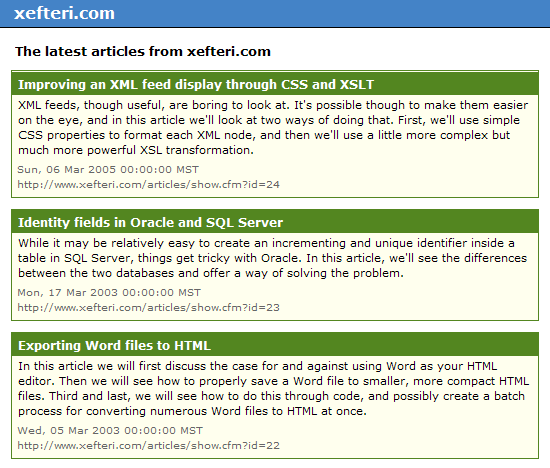 xefteri.com
The latest articles from xefteri.com
Improving an XML feed display through CSS and XSLT
XML feeds, though useful, are boring to look at. It's possible though to make them easier
on the eye, and in this article we'll look at two ways of doing that. First, we'll use simple
CSS properties to format each XML node, and then we'll use a little more complex but
much more powerful XSL transformation.
Sun, 06 Mar 2005 00:00:00 MST
http://www.xefteri.com/articles/show.cfm?id=24
Identity fields in Oracle and SQL Server
While it may be relatively easy to create an incrementing and unique identifier inside a
table in SQL Server, things get tricky with Oracle. In this article, we'll see the differences
between the two databases and offer a way of solving the problem.
Mon, 17 Mar 2003 00:00:00 MST
http://www.xefteri.com/articles/show.cfm?id=23
Exporting Word files to HTML
In this article we will first discuss the case for and against using Word as your HTML
editor. Then we will see how to properly save a Word file to smaller, more compact HTML
files. Third and last, we will see how to do this through code, and possibly create a batch
process for converting numerous Word files to HTML at once.
Wed, 05 Mar 2003 00:00:00 MST
http://www.xefteri.com/articles/show.cfm?id=22